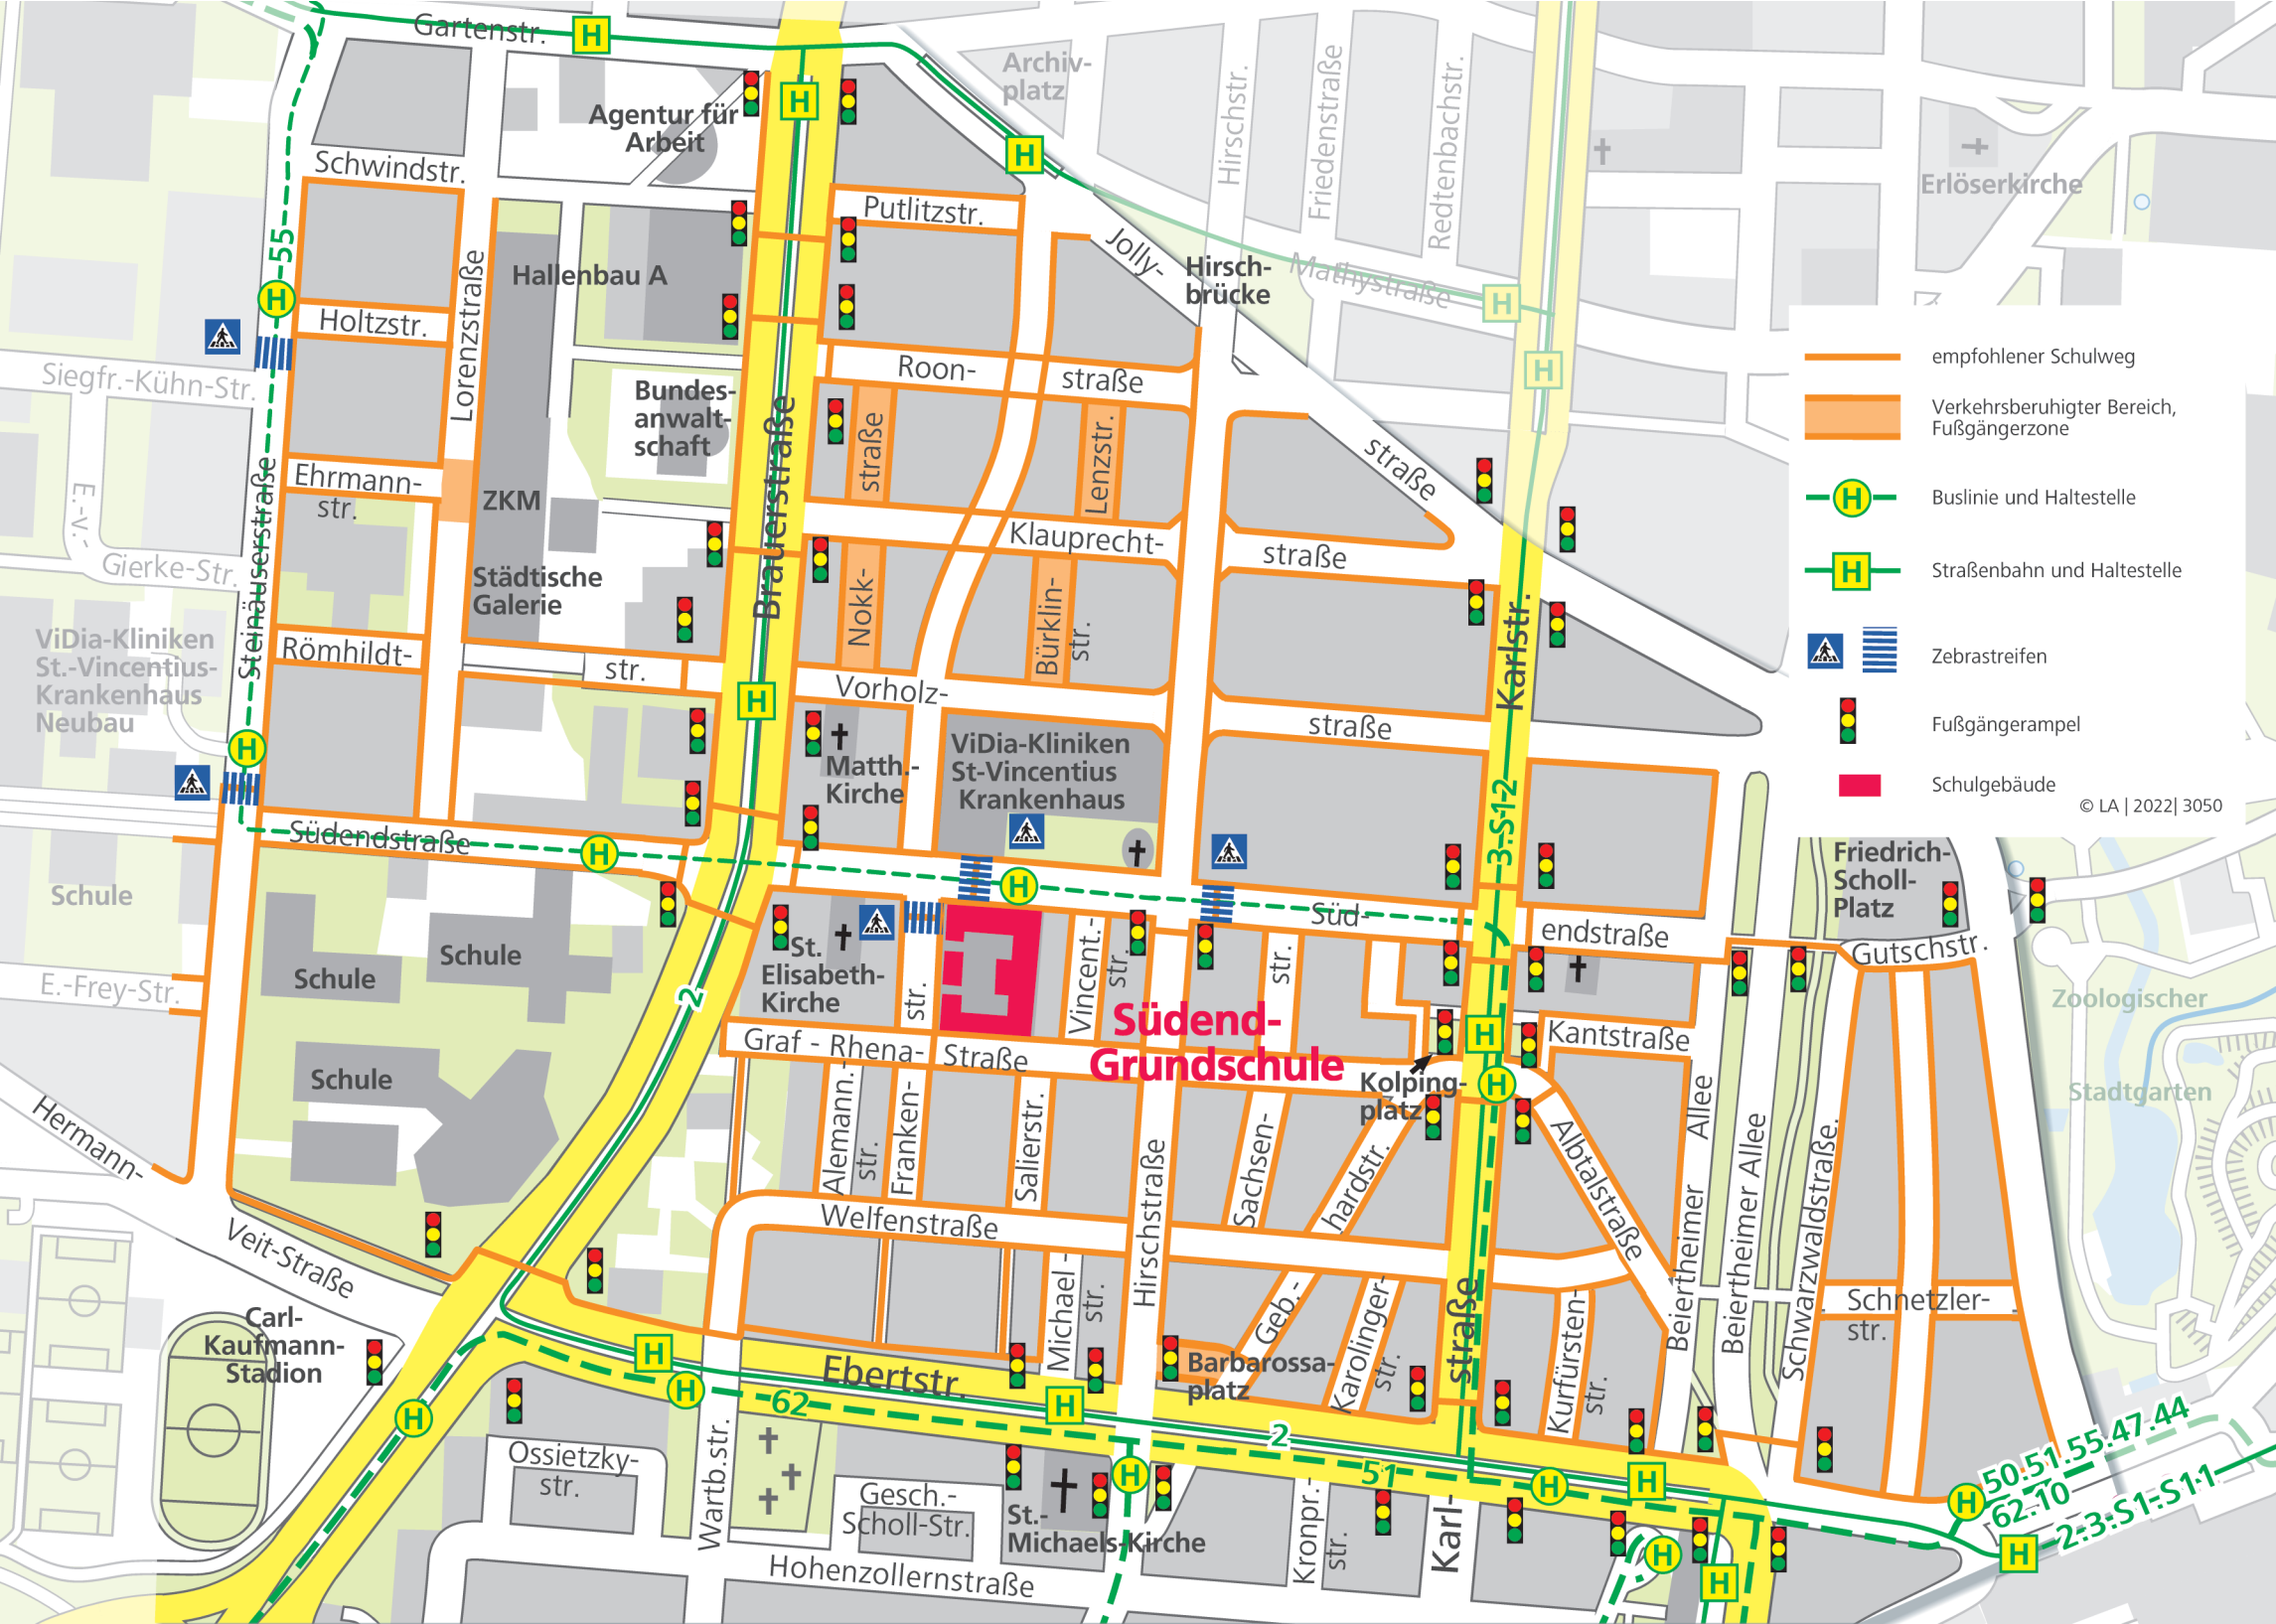 Gartenstr.
H
Archiv-
platz
Hirschstr.
Friedenstraße
Redtenbachstr.
Agentur für
Arbeit
H
H
Schwindstr.
Erlöserkirche
Putlitzstr.
Jolly-
55
Hallenbau A
Hirsch-
brücke
Mathystraße
H
H
Holtzstr.
Lorenzstraße
Siegfr.-Kühn-Str.
Roon-
straße
H
empfohlener Schulweg
Verkehrsberuhigter Bereich,
Fußgängerzone
Bundes-
anwalt-
schaft
Brauerstraße
straße
Lenzstr.
straße
Ehrmann-
str.
ZKM
H
Buslinie und Haltestelle
E.-v.-
Gierke-Str.
Steinhäuserstraße
Klauprecht-
straße
H
Straßenbahn und Haltestelle
Städtische
Galerie
Nokk-
Bürklin-
str.
Karlstr.
ViDia-Kliniken
St.-Vincentius-
Krankenhaus
Neubau
Römhildt-
str.
Zebrastreifen
H
Vorholz-
straße
Fußgängerampel
H
Matth.-
Kirche
ViDia-Kliniken
St-Vincentius
Krankenhaus
Schulgebäude
© LA | 2022| 3050
3.S1.2
Südendstraße
H
H
Süd-
endstraße
Friedrich-
Scholl-
Platz
Schule
Schule
Schule
St.
Elisabeth-
Kirche
str.
Vincent.-
str.
str.
Gutschstr.
E.-Frey-Str.
2
Südend-
Grundschule
Zoologischer
Stadtgarten
Graf - Rhena-
Straße
H
Kantstraße
Schule
Kolping-
platz
H
Hermann-
Veit-Straße
Alemann.-
str.
Franken-
Salierstr.
Hirschstraße
Sachsen-
hardstr.
Albtalstraße
Beiertheimer
Allee
Beiertheimer Allee
Schwarzwaldstraße.
Welfenstraße
Michael -
str.
Geb.-
Karolinger-
str.
straße
Kurfürsten-
str.
Schnetzler-
str.
Carl-
Kaufmann-
Stadion
H
Ebertstr.
Barbarossa-
platz
H
H
62
H
2
51
H
H
H
50.51.55.47.44
62.10
H
2.3.S1.S11
H
Ossietzky-
str.
Wartb.str.
Gesch.-
Scholl-Str.
St.-
Michaels-Kirche
H
Kronpr.-
str.
Karl-
H
H
Hohenzollernstraße